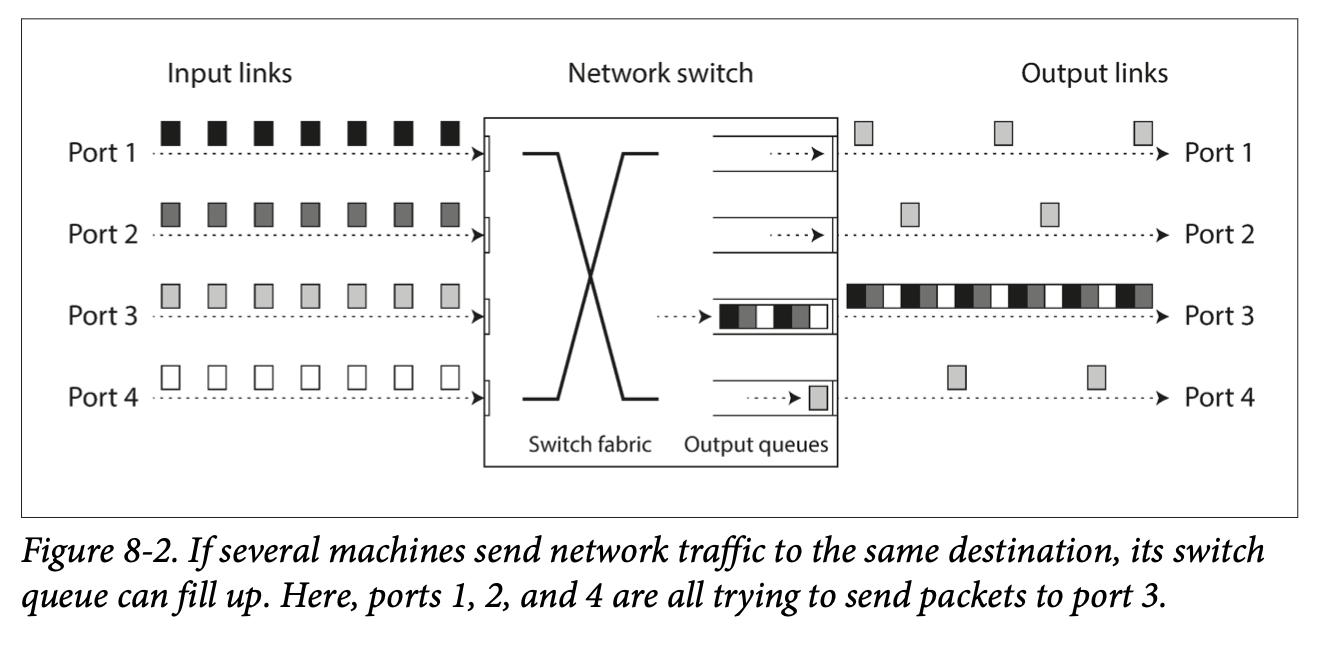 Input links
Network switch
Output links
Port 1
Port 1
Port 2
Port 2
Port 3
Port 3
Port 4
Port 4
Switch fabric
Output queues
Figure 8-2. If several machines send network traffic to the same destination, its switch
queue can fill up. Here, ports 1, 2, and 4 are all trying to send packets to port 3.